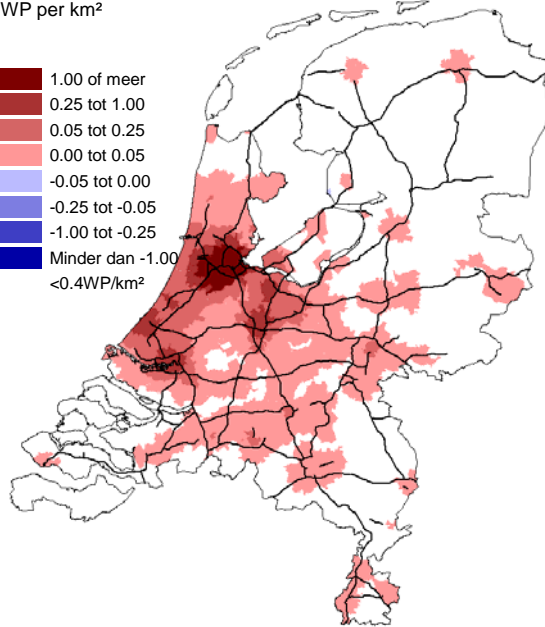 WP per km²
1.00 of meer
0.25 tot 1.00
0.05 tot 0.25
0.00 tot 0.05
-0.05 tot 0.00
-0.25 tot -0.05
-1.00 tot -0.25
Minder dan -1.00
<0.4WP/km²